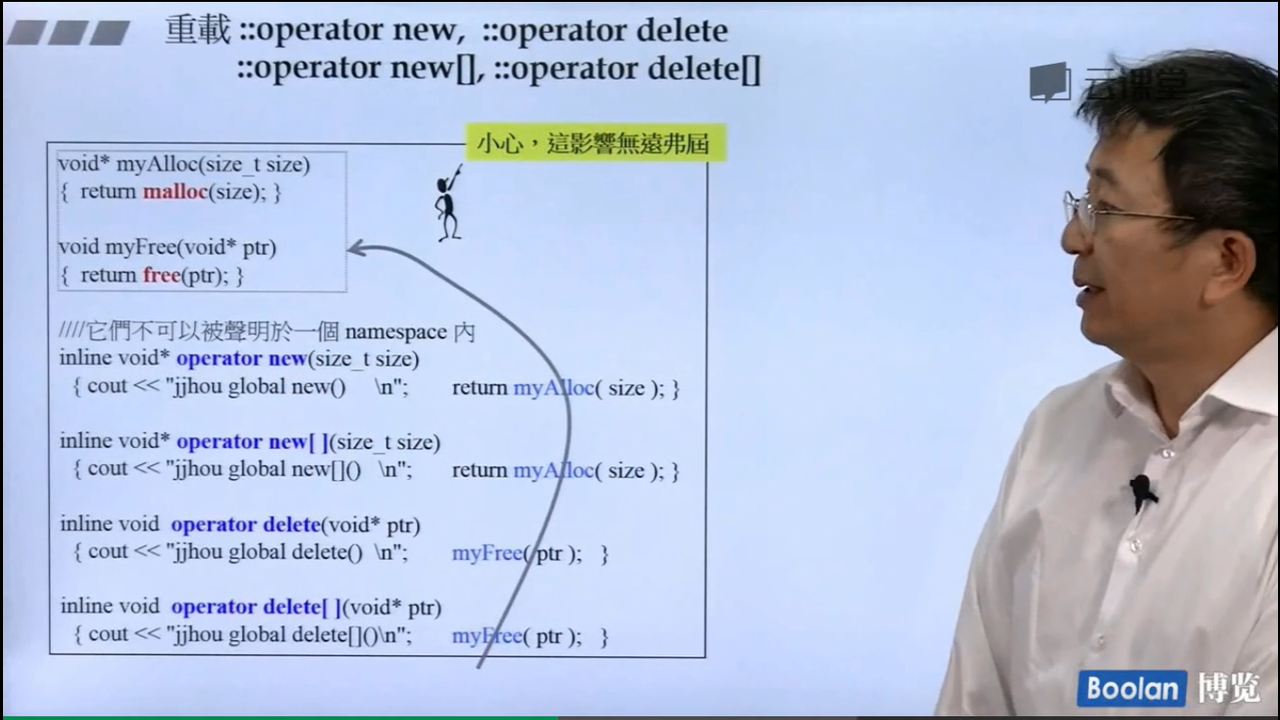 重載 ::operator new, ::operator delete
::operator new[], ::operator delete[]
云课堂
小心，這影響無遠弗屆
void* myAlloc(size_t size)
{ return malloc(size); }
void myFree(void* ptr)
{ return free(ptr); }
////它們不可以被聲明於一個 namespace 內
inline void* operator new(size_t size)
{ cout << "jjhou global new() \n"; return myAlloc( size ); }
inline void* operator new[ ](size_t size)
{ cout << "jjhou global new[]() \n"; return myAlloc( size ); }
inline void operator delete(void* ptr)
{ cout << "jjhou global delete() \n"; myFree( ptr ); }
inline void operator delete[ ](void* ptr)
{ cout << "jjhou global delete[]()\n"; myFree( ptr ); }
Boolan 博览